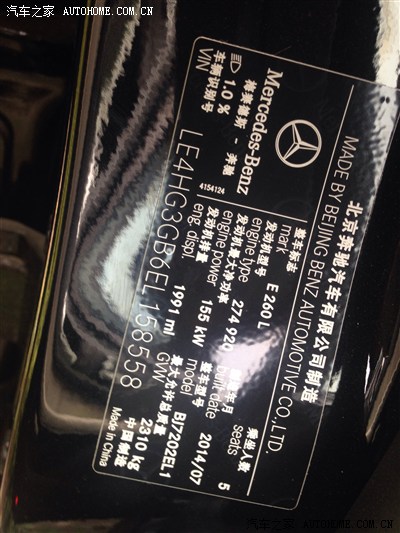 汽车之家 AUTOHOME.COM.CN
北京奔驰汽车有限公司制造
MADE BY BEIJING BENZ AUTOMOTIVE CO.,LTD.
Mercedes-Benz
梅赛德斯-奔驰
1.0 %
车辆识别号
VIN
4154124
整车标志
mark
E 260 L
乘坐人数
seats
5
发动机型号
engine type
274 920
制造年月
built date
2014/07
发动机最大净功率
engine power
155 kW
整车型号
model
BJ7202EL1
发动机排量
eng. displ.
1991 ml
最大允许总质量
GVW
2310 kg
LE4HG3GB6EL158558
中国制造
Made in China
汽车之家 AUTOHOME.COM.CN